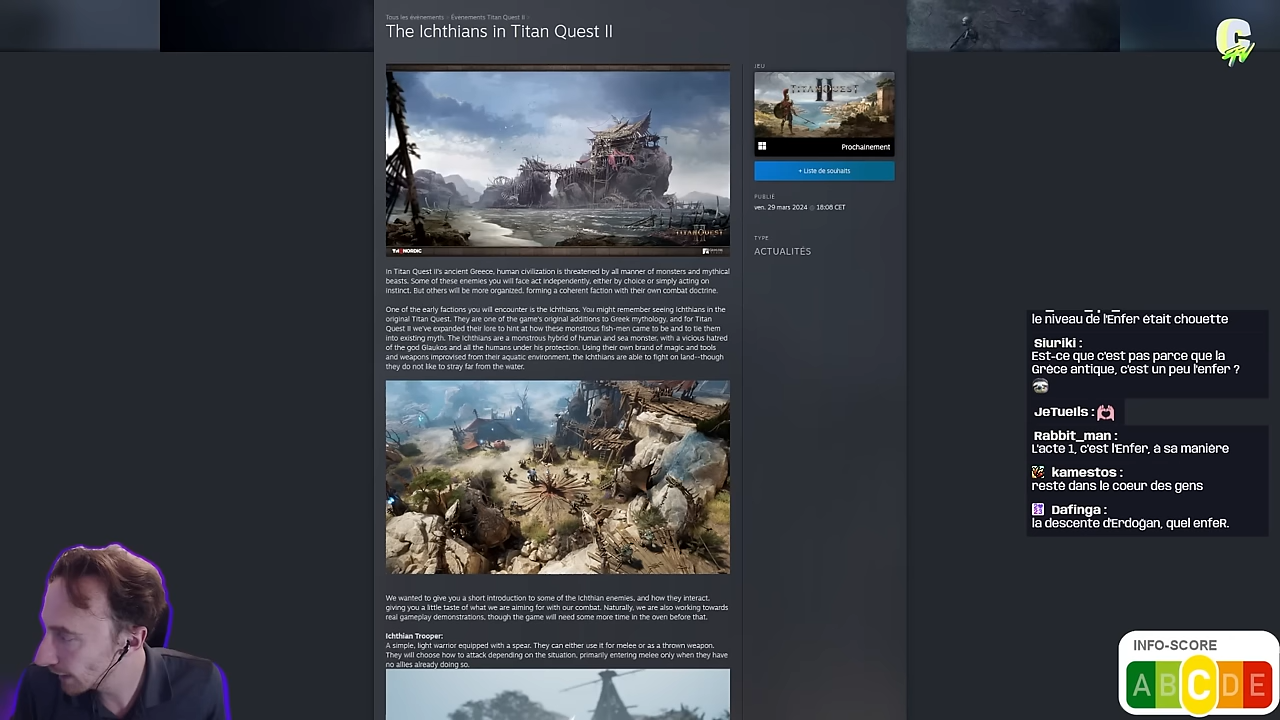 Tous les événements > Événements Titan Quest II >
The Ichthians in Titan Quest II
TITAN QUEST
II
THQ NORDIC
In Titan Quest II's ancient Greece, human civilization is threatened by all manner of monsters and mythical
beasts. Some of these enemies you will face act independently, either by choice or simply acting on
instinct. But others will be more organized, forming a coherent faction with their own combat doctrine.
One of the early factions you will encounter is the Ichthians. You might remember seeing Ichthians in the
original Titan Quest. They are one of the game's original additions to Greek mythology, and for Titan
Quest II we've expanded their lore to hint at how these monstrous fish-men came to be and to tie them
into existing myth. The Ichthians are a monstrous hybrid of human and sea monster, with a vicious hatred
of the god Glaukos and all the humans under his protection. Using their own brand of magic and tools
and weapons improvised from their aquatic environment, the Ichthians are able to fight on land--though
they do not like to stray far from the water.
We wanted to give you a short introduction to some of the Ichthian enemies, and how they interact,
giving you a little taste of what we are aiming for with our combat. Naturally, we are also working towards
real gameplay demonstrations, though the game will need some more time in the oven before that.
Ichthian Trooper:
A simple, light warrior equipped with a spear. They can either use it for melee or as a thrown weapon.
They will choose how to attack depending on the situation, primarily entering melee only when they have
no allies already doing so.
JEU
TITAN QUEST
II
Prochainement
+ Liste de souhaits
PUBLIÉ
ven. 29 mars 2024 @ 18:08 CET
TYPE
ACTUALITÉS
G TV
le niveau de l'Enfer était chouette
Siuriki :
Est-ce que c'est pas parce que la
Grèce antique, c'est un peu l'enfer ?
JeTuells :
Rabbit_man :
L'acte 1, c'est l'Enfer, à sa manière
kamestos :
resté dans le coeur des gens
Dafinga :
la descente d'Erdoğan, quel enfeR.
INFO-SCORE
A B C D E